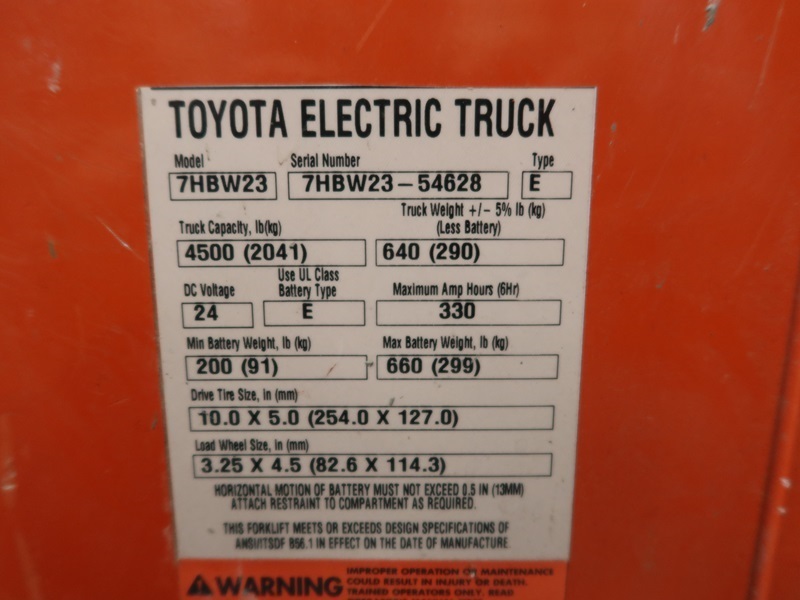 TOYOTA ELECTRIC TRUCK
Model Serial Number Type
7HBW23 7HBW23-54628 E
Truck Weight +/- 5% lb (kg)
Truck Capacity, lb(kg) (Less Battery)
4500 (2041) 640 (290)
Use UL Class
DC Voltage Battery Type Maximum Amp Hours (6Hr)
24 E 330
Min Battery Weight, lb (kg) Max Battery Weight, lb (kg)
200 (91) 660 (299)
Drive Tire Size, in (mm)
10.0 X 5.0 (254.0 X 127.0)
Load Wheel Size, in (mm)
3.25 X 4.5 (82.6 X 114.3)
HORIZONTAL MOTION OF BATTERY MUST NOT EXCEED 0.5 IN (13MM)
ATTACH RESTRAINT TO COMPARTMENT AS REQUIRED
THIS FORKLIFT MEETS OR EXCEEDS DESIGN SPECIFICATIONS OF
ANSI/ITSDF B56.1 IN EFFECT ON THE DATE OF MANUFACTURE
WARNING
IMPROPER OPERATION OR MAINTENANCE
COULD RESULT IN INJURY OR DEATH.
TRAINED OPERATORS ONLY. READ